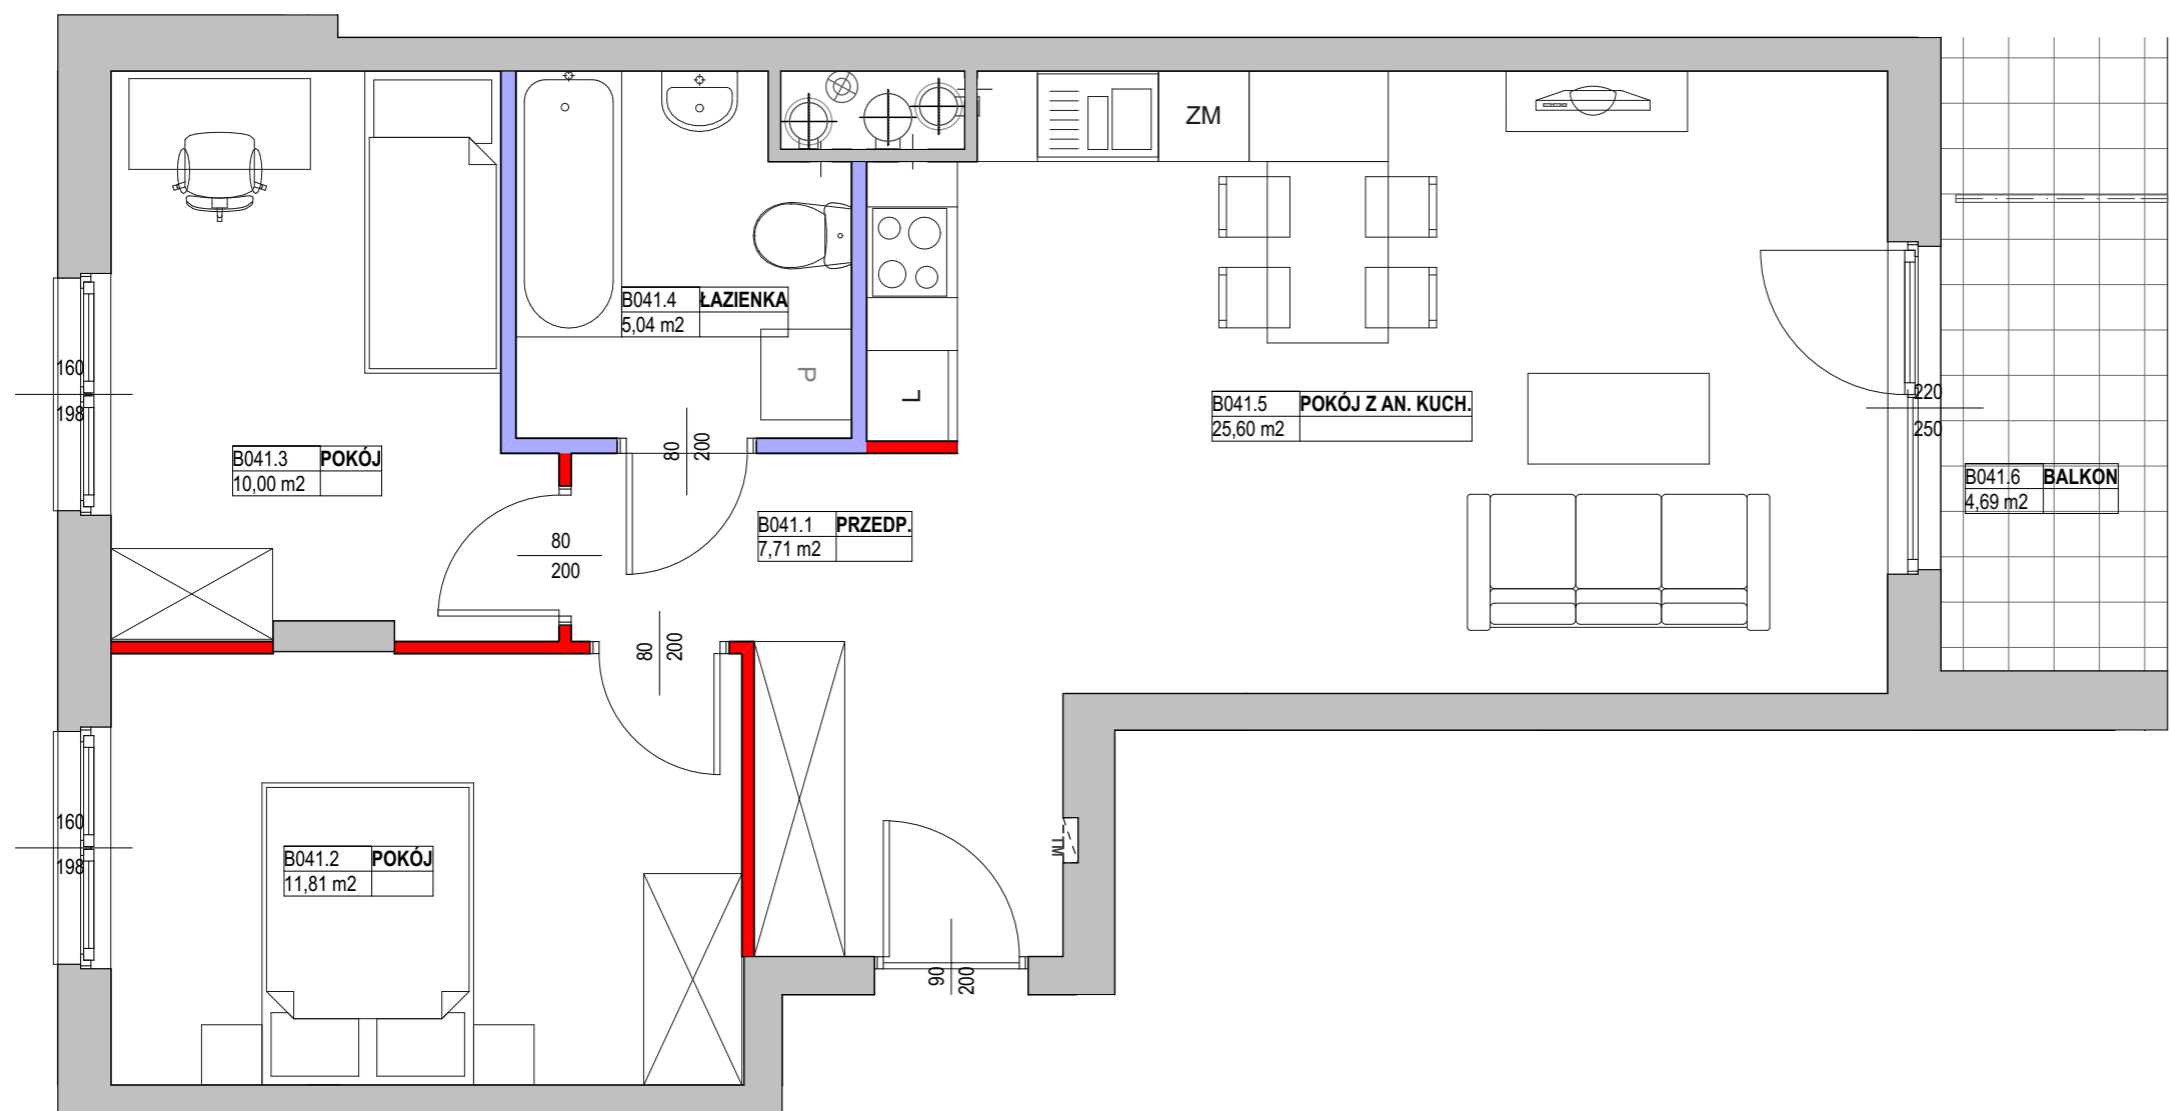 ZM
B041.4 ŁAZIENKA
5,04 m2
P
L
160
198
80
200
B041.5 POKÓJ Z AN. KUCH.
25,60 m2
220
250
B041.3 POKÓJ
10,00 m2
B041.6 BALKON
4,69 m2
B041.1 PRZEDP.
7,71 m2
80
200
80
200
160
198
B041.2 POKÓJ
11,81 m2
TM
90
200